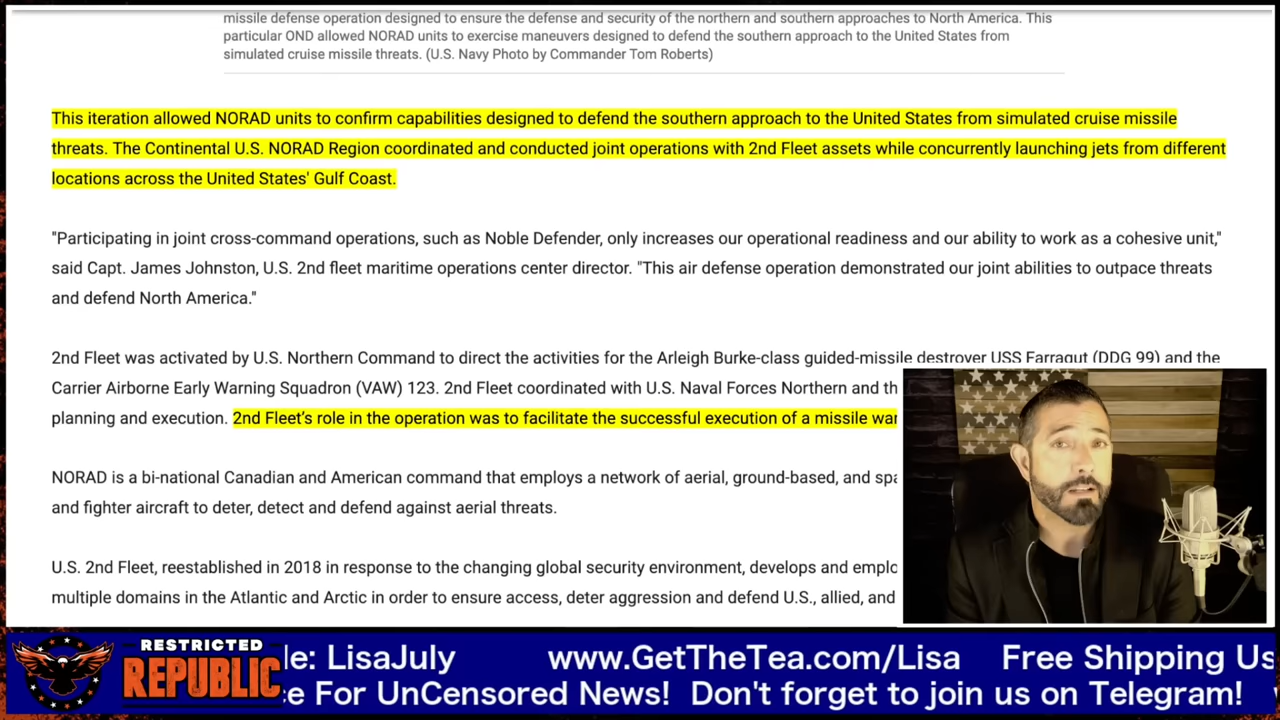 missile defense operation designed to ensure the defense and security of the northern and southern approaches to North America. This
particular OND allowed NORAD units to exercise maneuvers designed to defend the southern approach to the United States from
simulated cruise missile threats. (U.S. Navy Photo by Commander Tom Roberts)
This iteration allowed NORAD units to confirm capabilities designed to defend the southern approach to the United States from simulated cruise missile
threats. The Continental U.S. NORAD Region coordinated and conducted joint operations with 2nd Fleet assets while concurrently launching jets from different
locations across the United States' Gulf Coast.
"Participating in joint cross-command operations, such as Noble Defender, only increases our operational readiness and our ability to work as a cohesive unit,"
said Capt. James Johnston, U.S. 2nd fleet maritime operations center director. "This air defense operation demonstrated our joint abilities to outpace threats
and defend North America."
2nd Fleet was activated by U.S. Northern Command to direct the activities for the Arleigh Burke-class guided-missile destroyer USS Farragut (DDG 99) and the
Carrier Airborne Early Warning Squadron (VAW) 123. 2nd Fleet coordinated with U.S. Naval Forces Northern and th
planning and execution. 2nd Fleet’s role in the operation was to facilitate the successful execution of a missile war
NORAD is a bi-national Canadian and American command that employs a network of aerial, ground-based, and spa
and fighter aircraft to deter, detect and defend against aerial threats.
U.S. 2nd Fleet, reestablished in 2018 in response to the changing global security environment, develops and emplo
multiple domains in the Atlantic and Arctic in order to ensure access, deter aggression and defend U.S., allied, and
RESTRICTED
REPUBLIC
le: LisaJuly www.GetTheTea.com/Lisa Free Shipping Us
ce For UnCensored News! Don't forget to join us on Telegram!